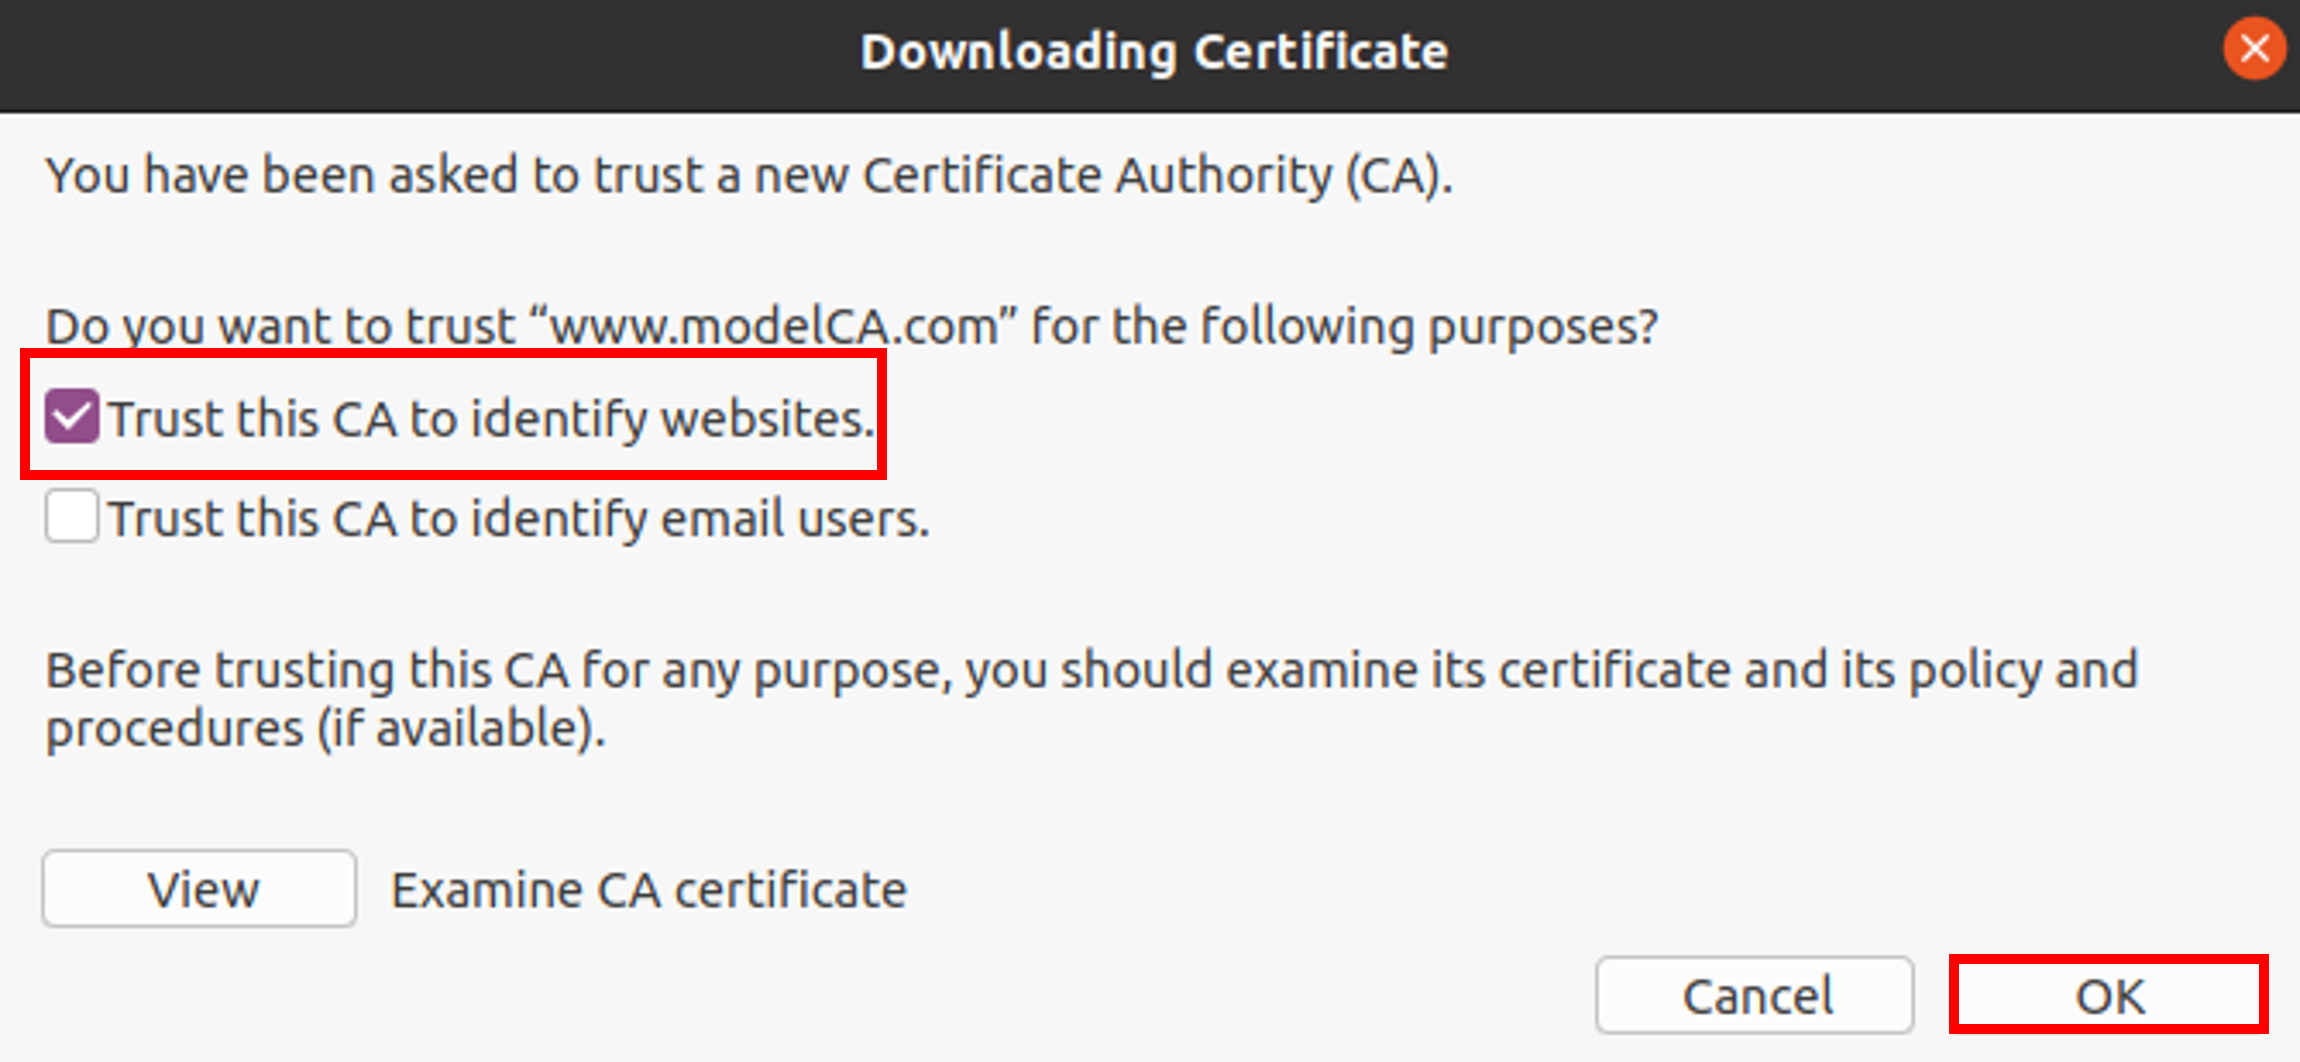 Downloading Certificate
You have been asked to trust a new Certificate Authority (CA).
Do you want to trust “www.modelCA.com” for the following purposes?
Trust this CA to identify websites.
Trust this CA to identify email users.
Before trusting this CA for any purpose, you should examine its certificate and its policy and
procedures (if available).
View Examine CA certificate
Cancel OK